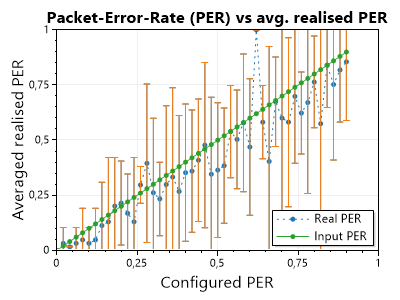 Packet-Error-Rate (PER) vs avg. realised PER
Averaged realised PER
1
0,75
0,5
0,25
0
0
0,25
0,5
0,75
1
Real PER
Input PER
Configured PER